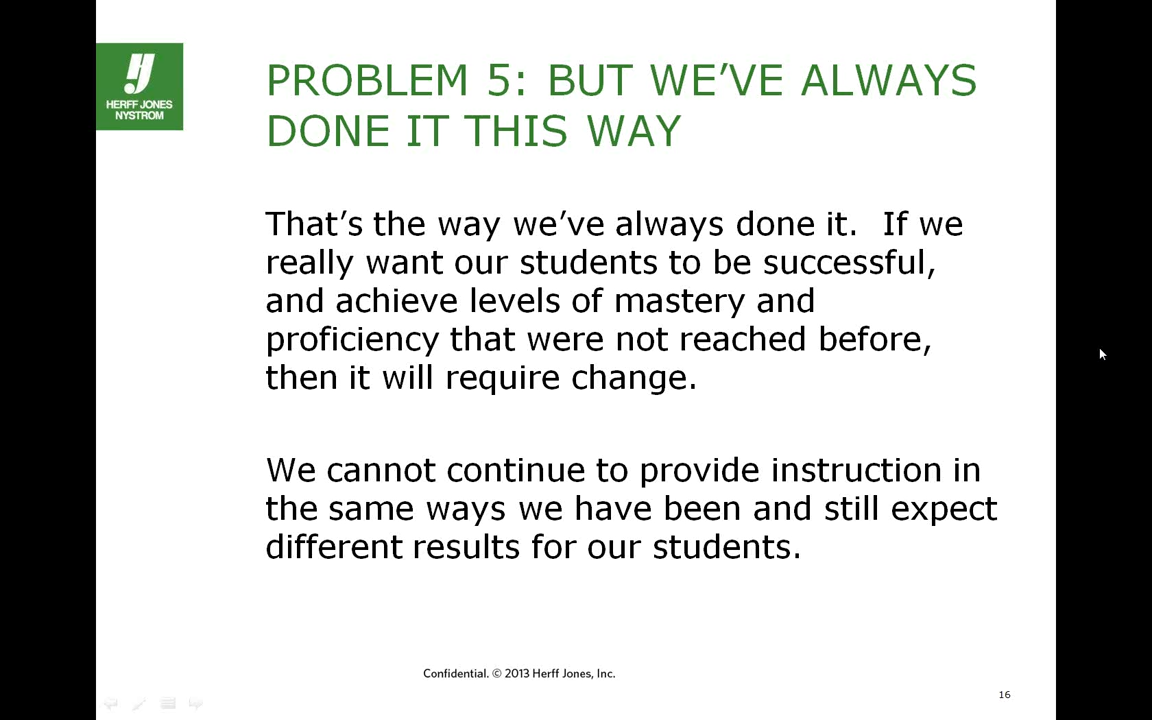 HERFF JONES
NYSTROM
PROBLEM 5: BUT WE’VE ALWAYS
DONE IT THIS WAY
That’s the way we’ve always done it.  If we
really want our students to be successful,
and achieve levels of mastery and
proficiency that were not reached before,
then it will require change.
We cannot continue to provide instruction in
the same ways we have been and still expect
different results for our students.
Confidential. © 2013 Herff Jones, Inc.
16